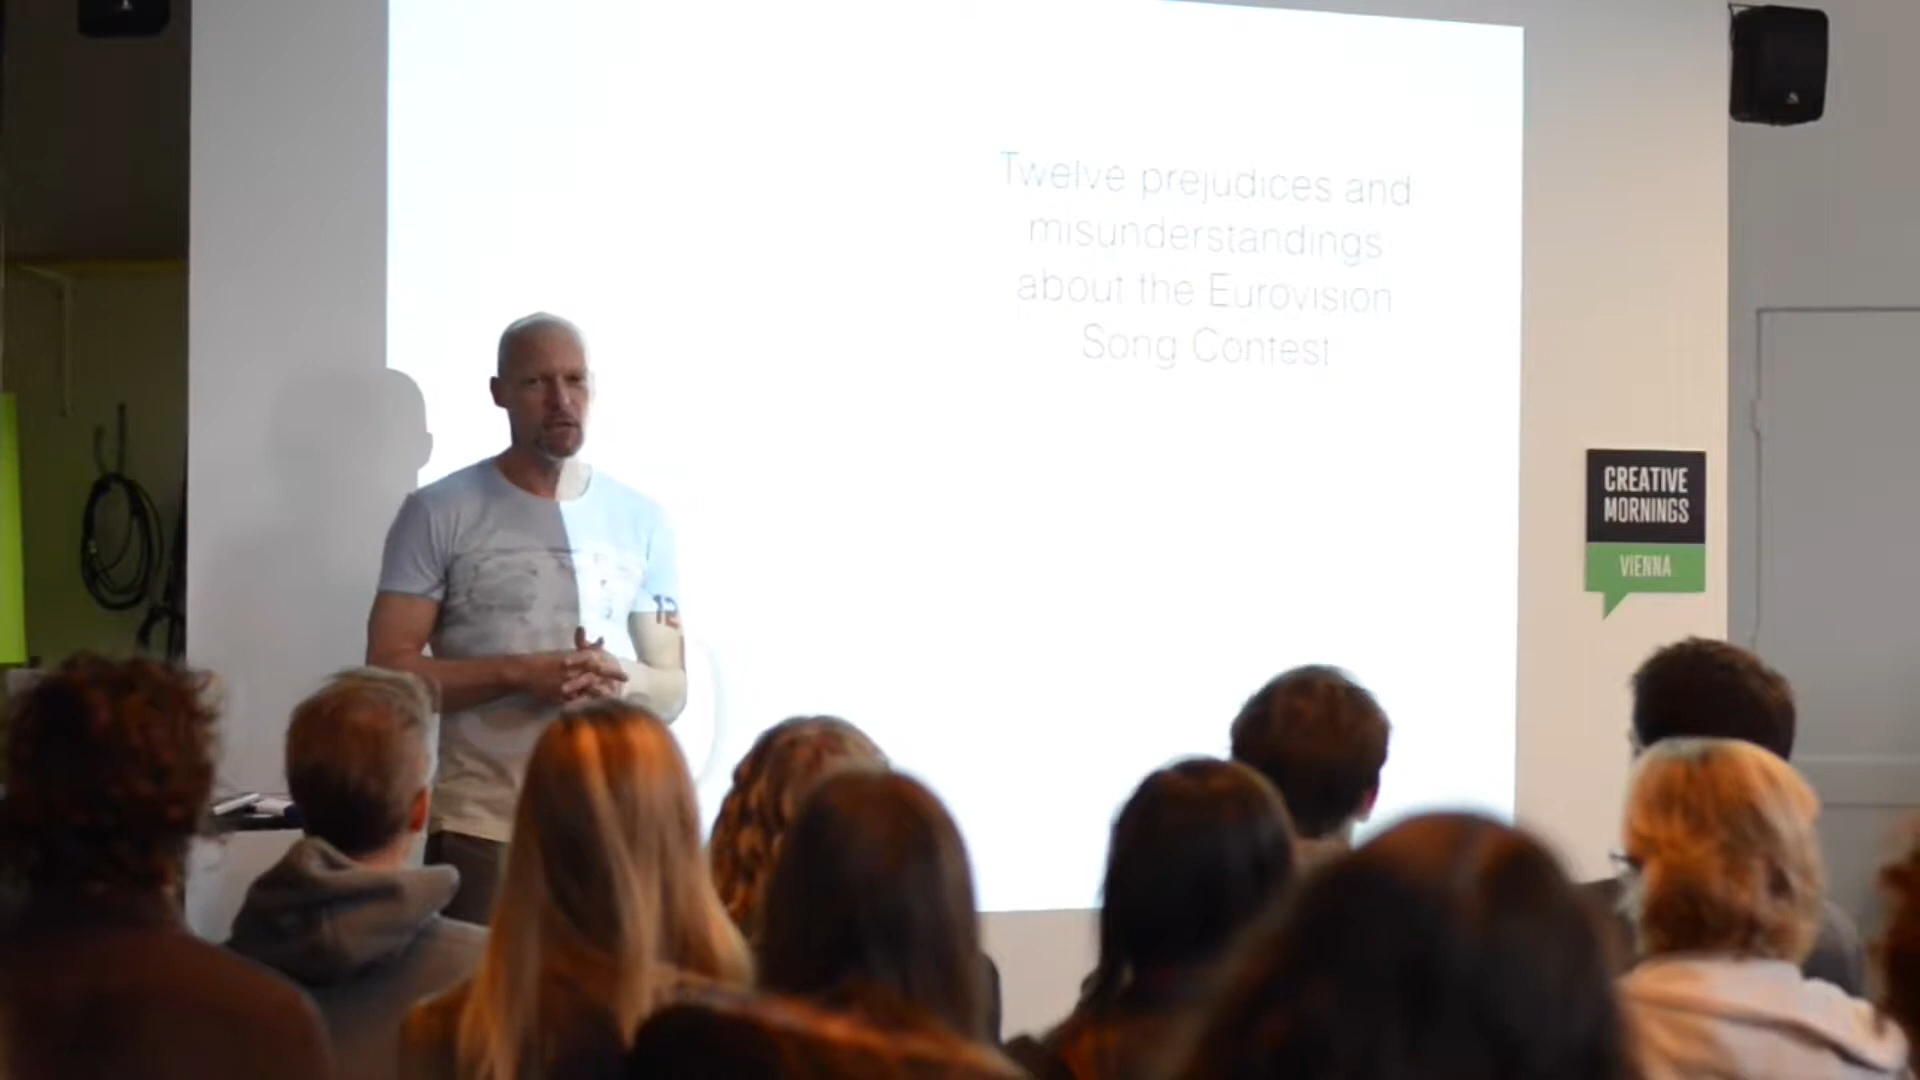 Twelve prejudices and
misunderstandings
about the Eurovision
Song Contest
CREATIVE
MORNINGS
VIENNA
12